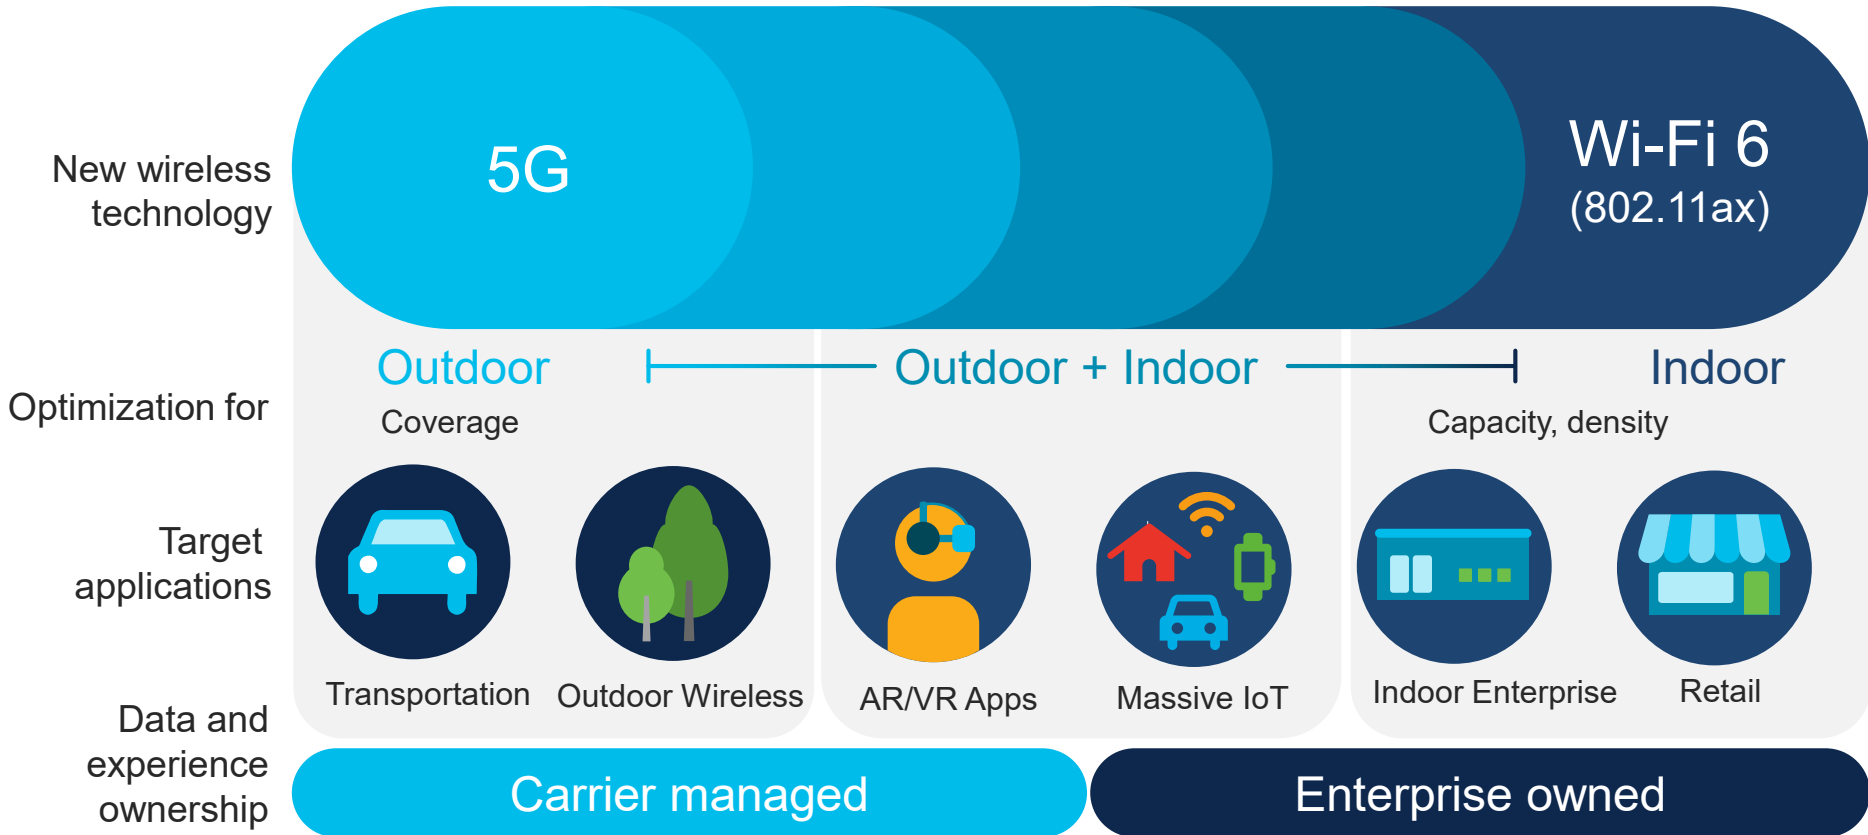 New wireless
technology
5G
Wi-Fi 6
(802.11ax)
Optimization for
Outdoor
Outdoor + Indoor
Indoor
Coverage
Capacity, density
Target
applications
Transportation
Outdoor Wireless
AR/VR Apps
Massive IoT
Indoor Enterprise
Retail
Data and
experience
ownership
Carrier managed
Enterprise owned